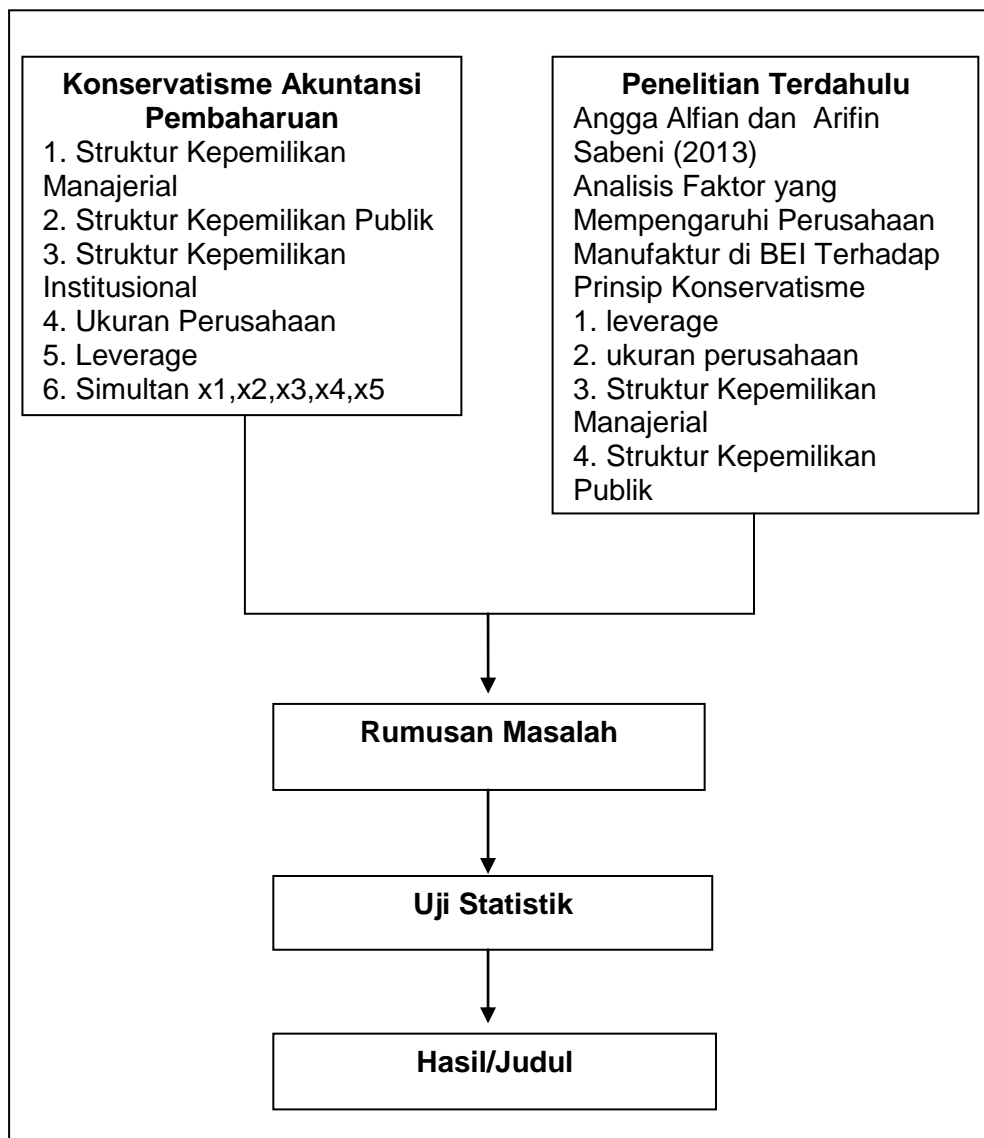 Konservatisme Akuntansi
Pembaharuan
1. Struktur Kepemilikan
Manajerial
2. Struktur Kepemilikan Publik
3. Struktur Kepemilikan
Institusional
4. Ukuran Perusahaan
5. Leverage
6. Simultan x1,x2,x3,x4,x5
Penelitian Terdahulu
Angga Alfian dan Arifin
Sabeni (2013)
Analisis Faktor yang
Mempengaruhi Perusahaan
Manufaktur di BEI Terhadap
Prinsip Konservatisme
1. leverage
2. ukuran perusahaan
3. Struktur Kepemilikan
Manajerial
4. Struktur Kepemilikan
Publik
Rumusan Masalah
Uji Statistik
Hasil/Judul